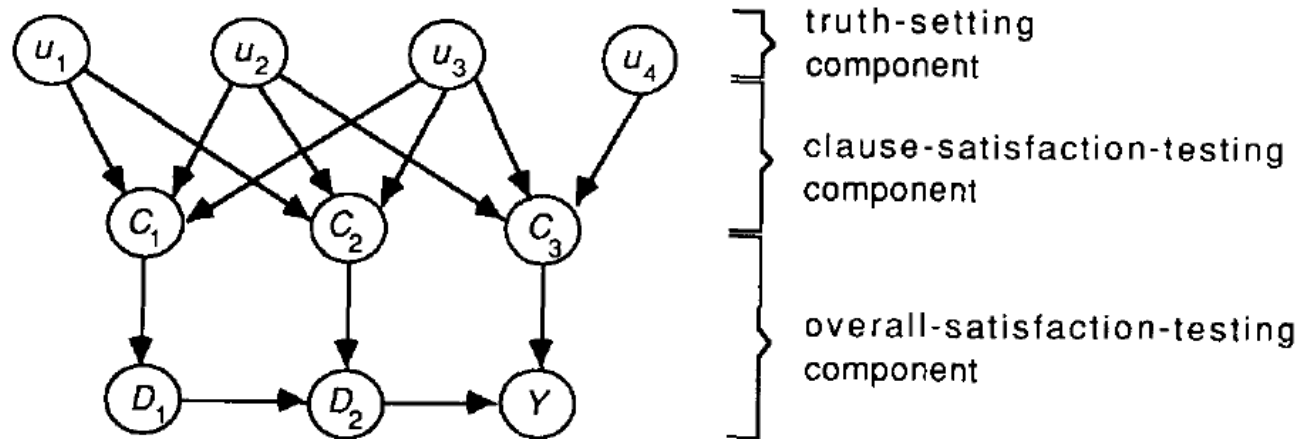 u1 u2 u3 u4
truth-setting
component
clause-satisfaction-testing
component
C1 C2 C3
overall-satisfaction-testing
component
D1 D2 Y